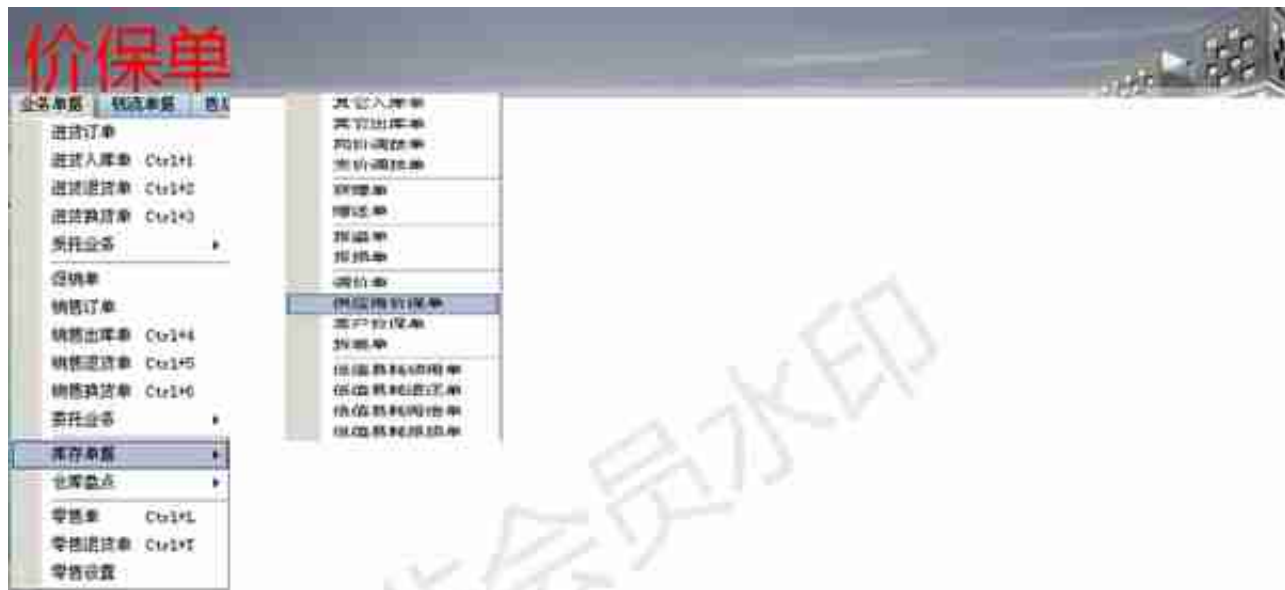 价保单
业务单据 钱流单据
进货订单
进货入库单 Ctrl+1
进货退货单 Ctrl+2
进货换货单 Ctrl+3
受托业务
促销单
销售订单
销售出库单 Ctrl+4
销售退货单 Ctrl+5
销售换货单 Ctrl+6
委托业务
库存单据
仓库盘点
零售单 Ctrl+L
零售退货单 Ctrl+T
零售设置
其它入库单
其它出库单
同价调拨单
变价调拨单
获赠单
赠送单
报溢单
报损单
调价单
供应商价保单
客户价保单
拆装单
低值易耗领用单
低值易耗退还单
低值易耗报损单
会员水印